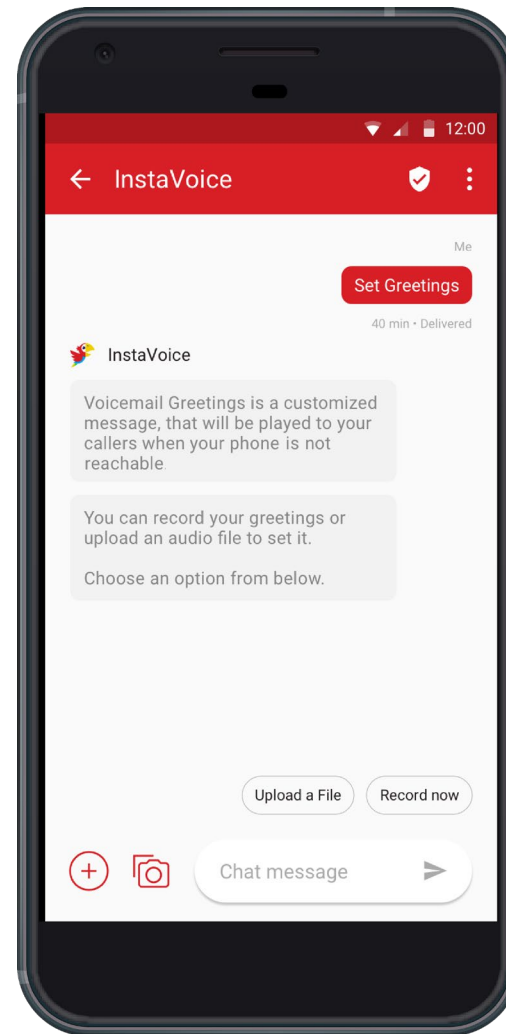 12:00
InstaVoice
Me
Set Greetings
40 min • Delivered
InstaVoice
Voicemail Greetings is a customized
message, that will be played to your
callers when your phone is not
reachable.
You can record your greetings or
upload an audio file to set it.
Choose an option from below.
Upload a File
Record now
Chat message